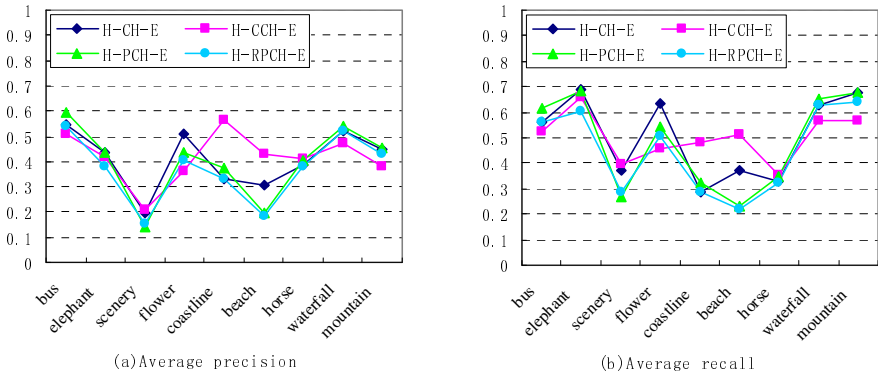 H-CH-E H-CCH-E
H-PCH-E H-RPCH-E
1
0.9
0.8
0.7
0.6
0.5
0.4
0.3
0.2
0.1
0
bus
elephant
scenery
flower
coastline
beach
horse
waterfall
mountain
(a)Average precision
H-CH-E H-CCH-E
H-PCH-E H-RPCH-E
1
0.9
0.8
0.7
0.6
0.5
0.4
0.3
0.2
0.1
0
bus
elephant
scenery
flower
coastline
beach
horse
waterfall
mountain
(b)Average recall